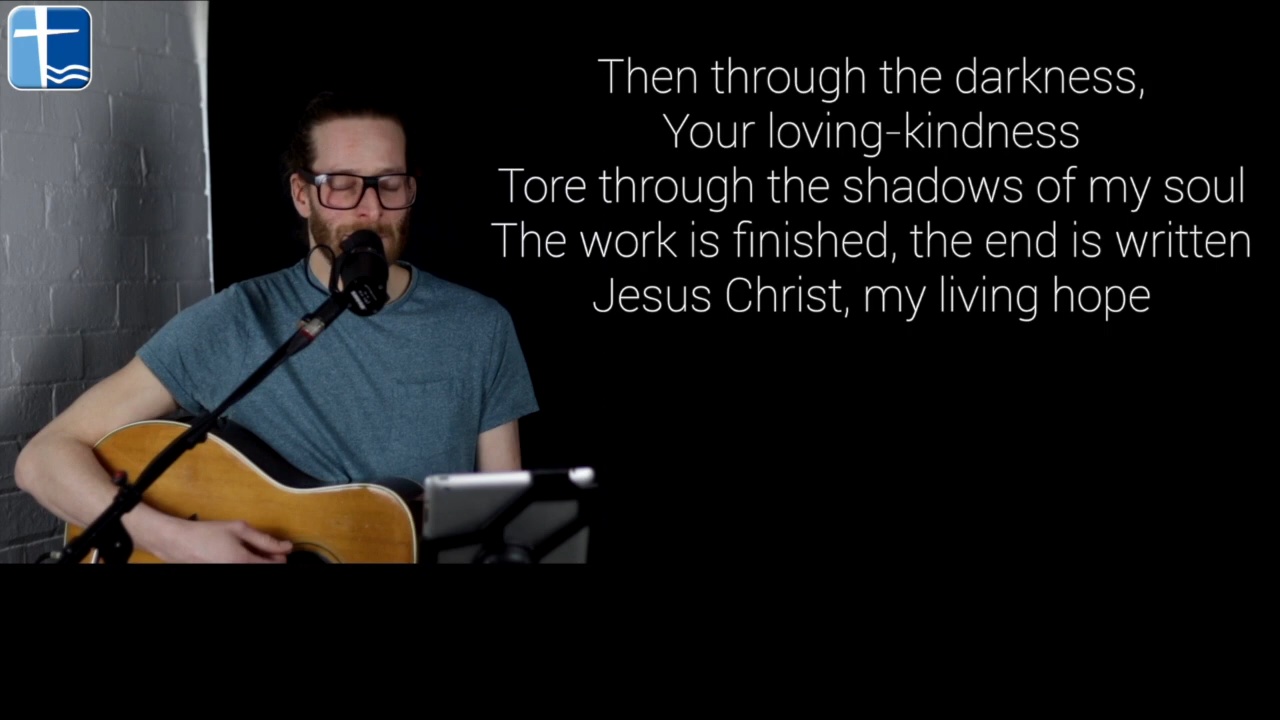 Then through the darkness,
Your loving-kindness
Tore through the shadows of my soul
The work is finished, the end is written
Jesus Christ, my living hope